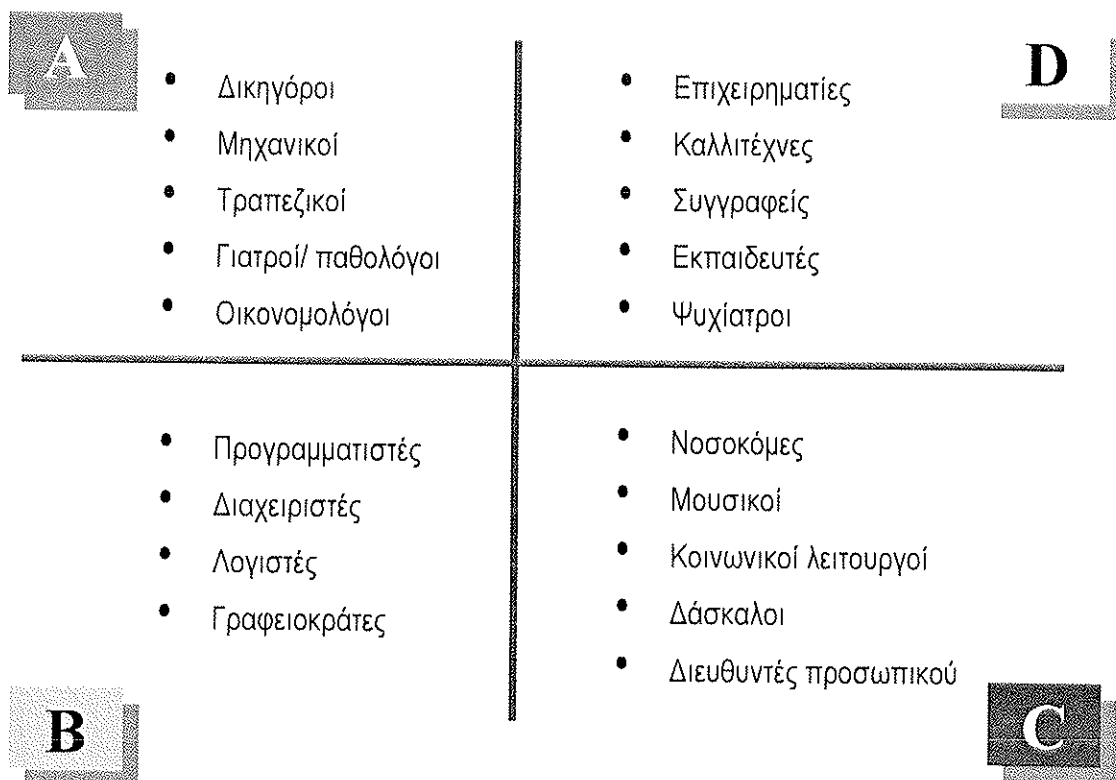 A
• Δικηγόροι
• Μηχανικοί
• Τραπεζικοί
• Γιατροί/ παθολόγοι
• Οικονομολόγοι
D
• Επιχειρηματίες
• Καλλιτέχνες
• Συγγραφείς
• Εκπαιδευτές
• Ψυχίατροι
• Προγραμματιστές
• Διαχειριστές
• Λογιστές
• Γραφειοκράτες
B
• Νοσοκόμες
• Μουσικοί
• Κοινωνικοί λειτουργοί
• Δάσκαλοι
• Διευθυντές προσωπικού
C